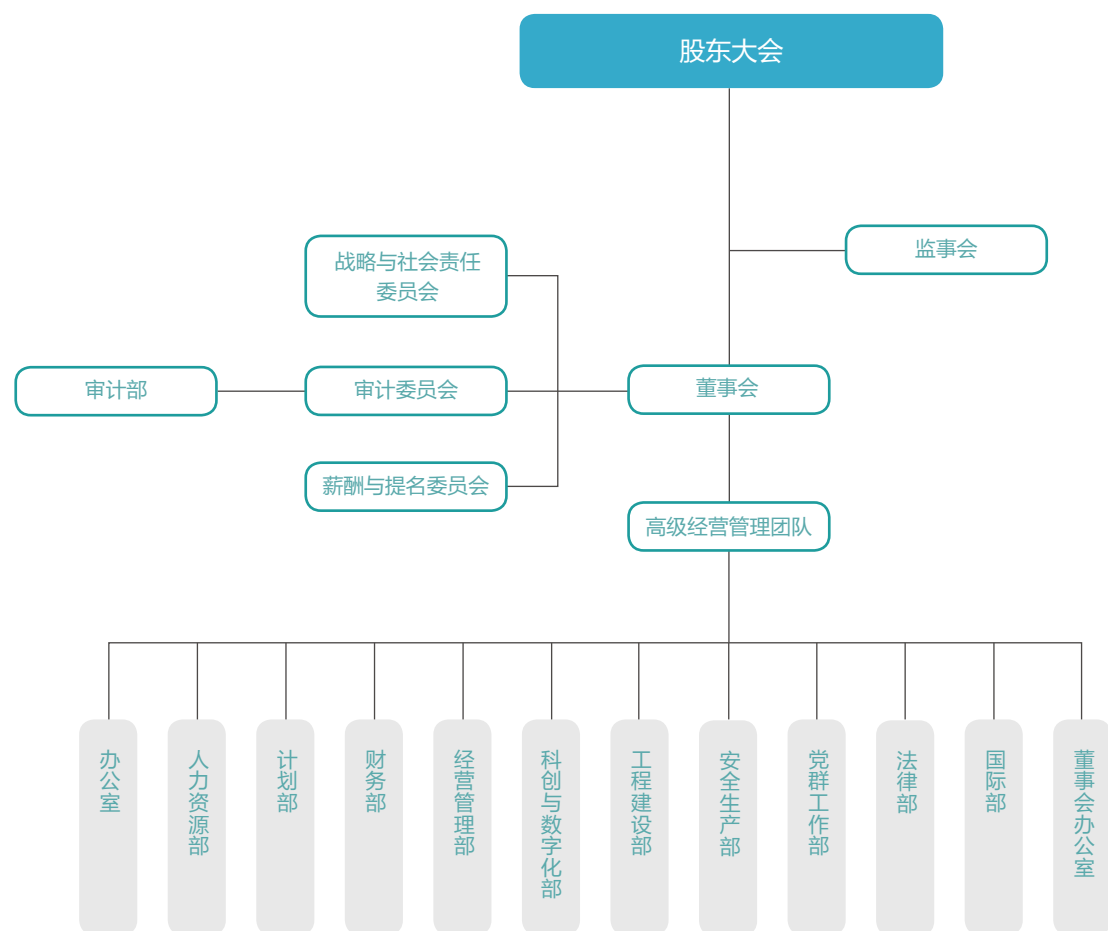 股东大会
监事会
战略与社会责任
委员会
审计部
审计委员会
董事会
薪酬与提名委员会
高级经营管理团队
办公室
人力资源部
计划部
财务部
经营管理部
科创与数字化部
工程建设部
安全生产部
党群工作部
法律部
国际部
董事会办公室